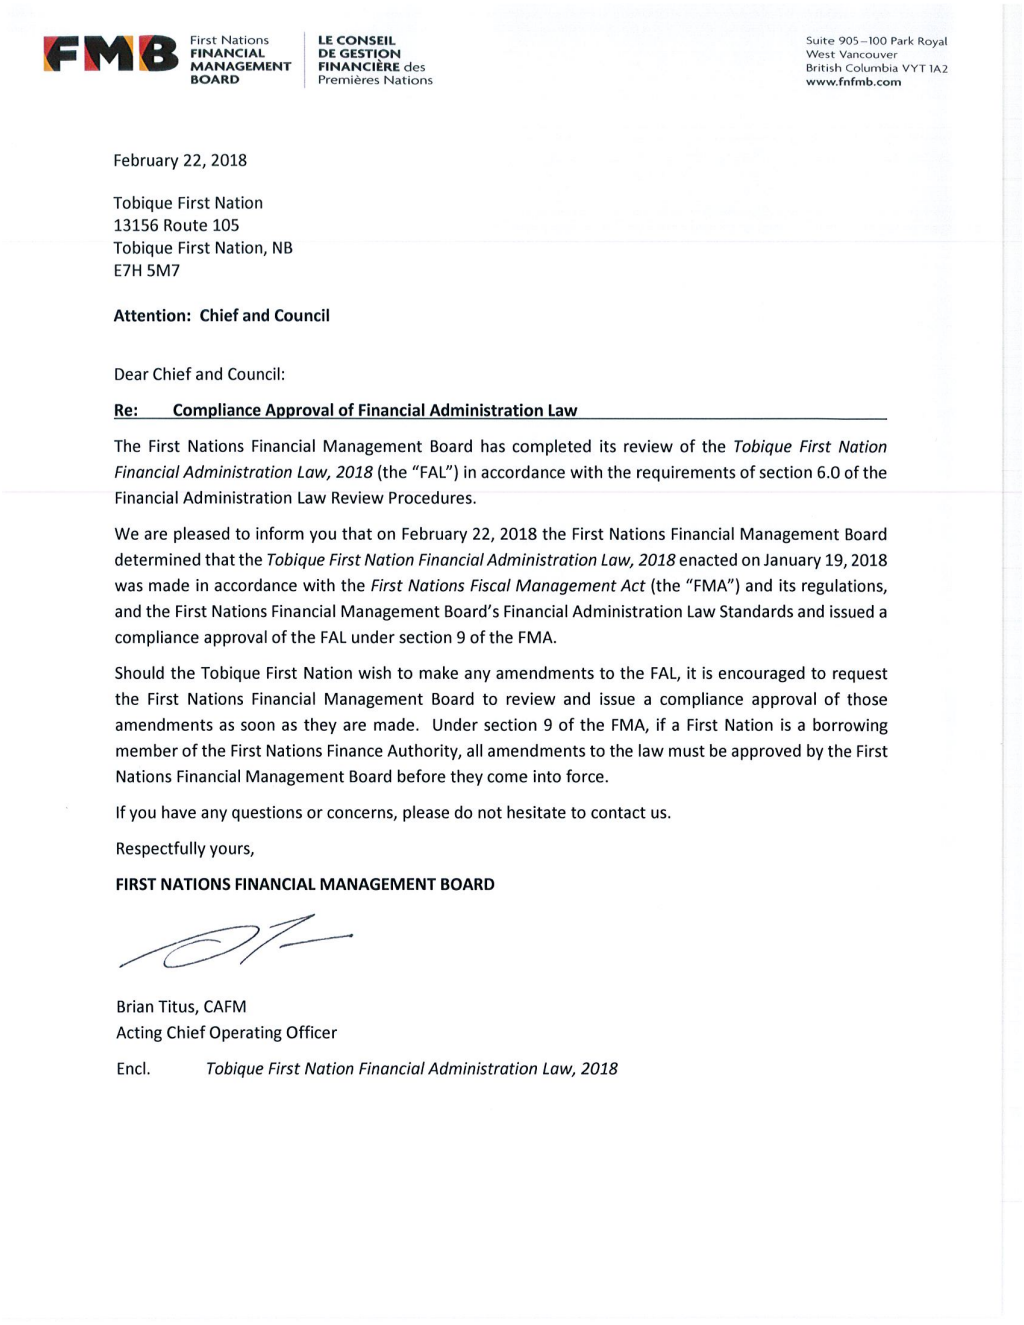 FMB
First Nations
FINANCIAL
MANAGEMENT
BOARD
LE CONSEIL
DE GESTION
FINANCIÈRE des
Premières Nations
Suite 905–100 Park Royal
West Vancouver
British Columbia VYT 1A2
www.fnfmb.com
February 22, 2018
Tobique First Nation
13156 Route 105
Tobique First Nation, NB
E7H 5M7
Attention: Chief and Council
Dear Chief and Council:
Re: Compliance Approval of Financial Administration Law
The First Nations Financial Management Board has completed its review of the Tobique First Nation
Financial Administration Law, 2018 (the “FAL”) in accordance with the requirements of section 6.0 of the
Financial Administration Law Review Procedures.
We are pleased to inform you that on February 22, 2018 the First Nations Financial Management Board
determined that the Tobique First Nation Financial Administration Law, 2018 enacted on January 19, 2018
was made in accordance with the First Nations Fiscal Management Act (the “FMA”) and its regulations,
and the First Nations Financial Management Board’s Financial Administration Law Standards and issued a
compliance approval of the FAL under section 9 of the FMA.
Should the Tobique First Nation wish to make any amendments to the FAL, it is encouraged to request
the First Nations Financial Management Board to review and issue a compliance approval of those
amendments as soon as they are made. Under section 9 of the FMA, if a First Nation is a borrowing
member of the First Nations Finance Authority, all amendments to the law must be approved by the First
Nations Financial Management Board before they come into force.
If you have any questions or concerns, please do not hesitate to contact us.
Respectfully yours,
FIRST NATIONS FINANCIAL MANAGEMENT BOARD
Brian Titus, CAFM
Acting Chief Operating Officer
Encl. Tobique First Nation Financial Administration Law, 2018